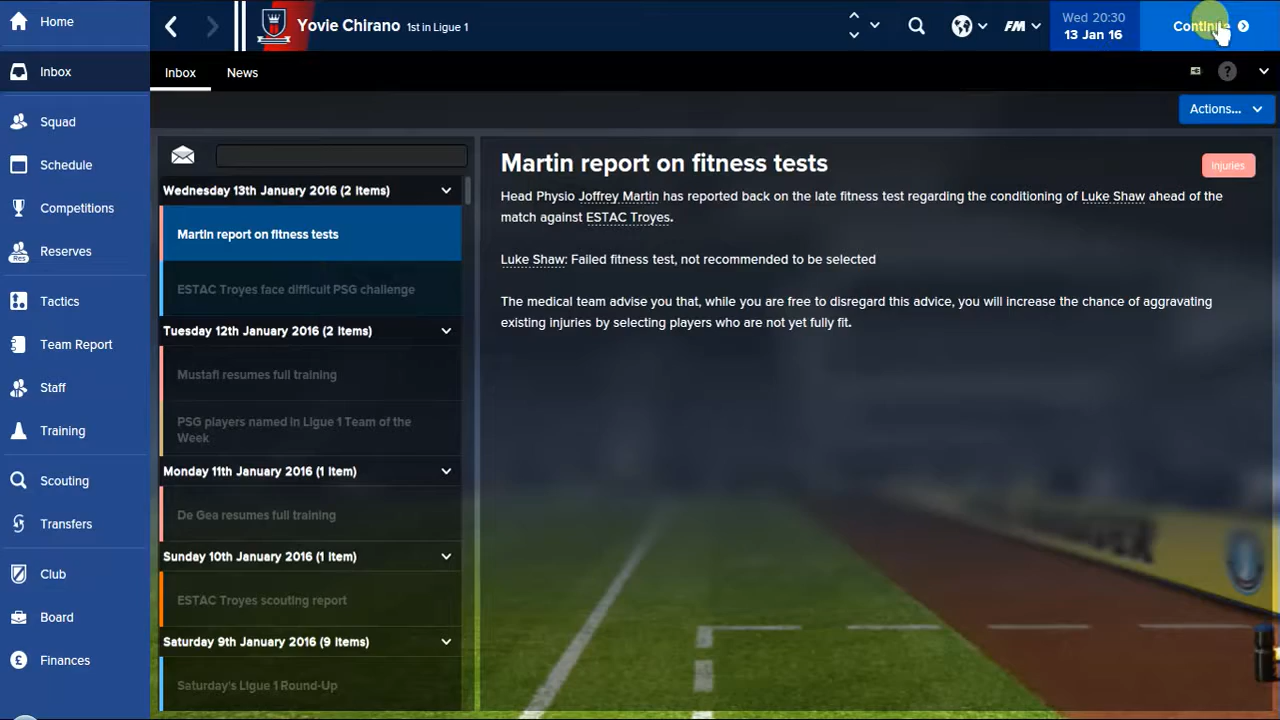 Home
Yovie Chirano 1st in Ligue 1
FM
Wed 20:30
13 Jan 16
Continue
Inbox
Inbox News
Actions...
Squad
Schedule
Competitions
Reserves
Res
Tactics
Team Report
Staff
Training
Scouting
Transfers
Club
Board
Finances
Wednesday 13th January 2016 (2 Items)
Martin report on fitness tests
ESTAC Troyes face difficult PSG challenge
Tuesday 12th January 2016 (2 Items)
Mustafi resumes full training
PSG players named in Ligue 1 Team of the
Week
Monday 11th January 2016 (1 Item)
De Gea resumes full training
Sunday 10th January 2016 (1 Item)
ESTAC Troyes scouting report
Saturday 9th January 2016 (9 Items)
Saturday's Ligue 1 Round-Up
Martin report on fitness tests
Injuries
Head Physio Joffrey Martin has reported back on the late fitness test regarding the conditioning of Luke Shaw ahead of the
match against ESTAC Troyes.
Luke Shaw: Failed fitness test, not recommended to be selected
The medical team advise you that, while you are free to disregard this advice, you will increase the chance of aggravating
existing injuries by selecting players who are not yet fully fit.